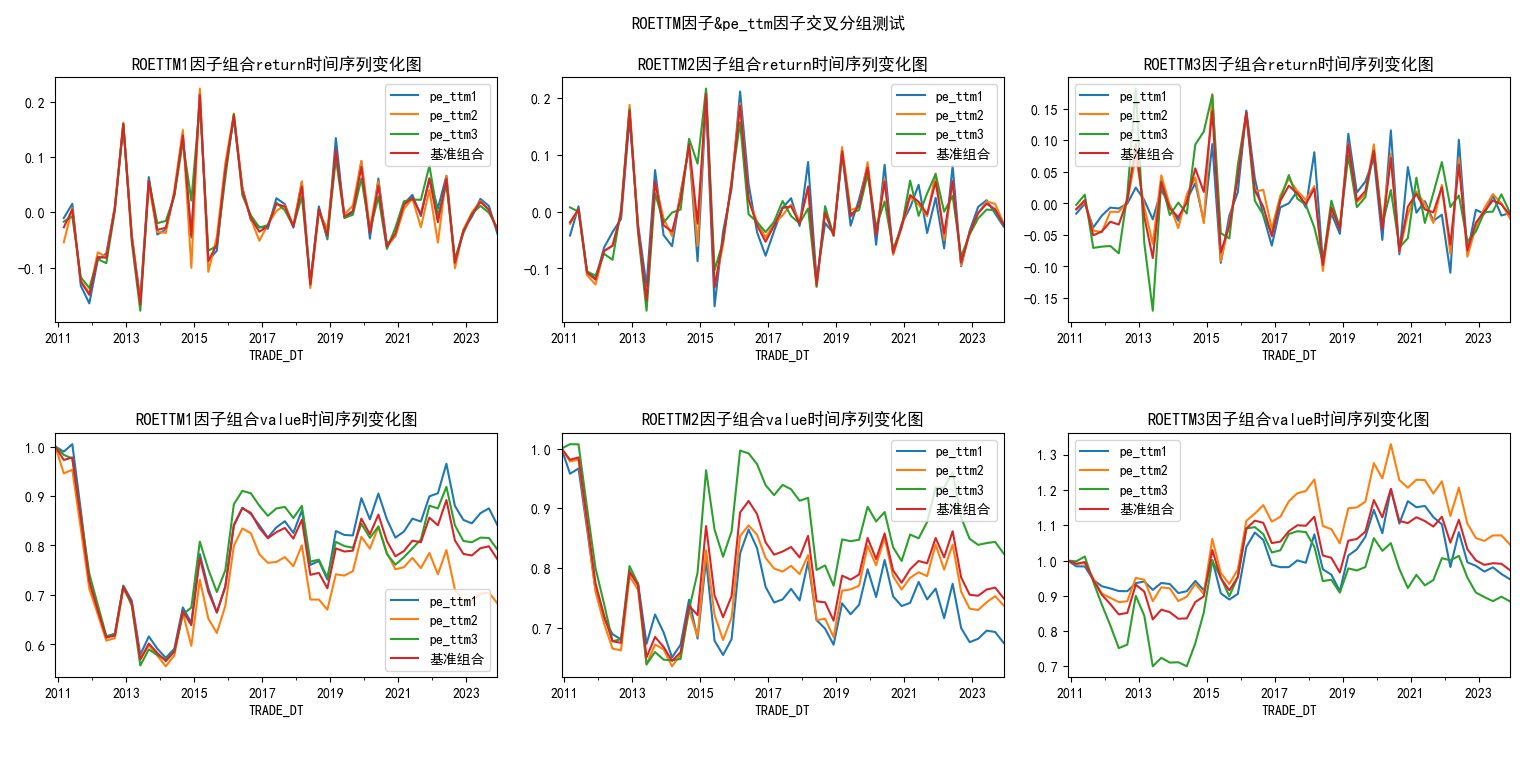 ROETTM因子&pe_ttm因子交叉分组测试
ROETTM1因子组合return时间序列变化图
0.2
0.1
0.0
-0.1
2011 2013 2015 2017 2019 2021 2023
TRADE_DT
pe_ttm1
pe_ttm2
pe_ttm3
基准组合
ROETTM2因子组合return时间序列变化图
0.2
0.1
0.0
-0.1
2011 2013 2015 2017 2019 2021 2023
TRADE_DT
pe_ttm1
pe_ttm2
pe_ttm3
基准组合
ROETTM3因子组合return时间序列变化图
0.15
0.10
0.05
0.00
-0.05
-0.10
-0.15
2011 2013 2015 2017 2019 2021 2023
TRADE_DT
pe_ttm1
pe_ttm2
pe_ttm3
基准组合
ROETTM1因子组合value时间序列变化图
1.0
0.9
0.8
0.7
0.6
2011 2013 2015 2017 2019 2021 2023
TRADE_DT
pe_ttm1
pe_ttm2
pe_ttm3
基准组合
ROETTM2因子组合value时间序列变化图
1.0
0.9
0.8
0.7
2011 2013 2015 2017 2019 2021 2023
TRADE_DT
pe_ttm1
pe_ttm2
pe_ttm3
基准组合
ROETTM3因子组合value时间序列变化图
1.3
1.2
1.1
1.0
0.9
0.8
0.7
2011 2013 2015 2017 2019 2021 2023
TRADE_DT
pe_ttm1
pe_ttm2
pe_ttm3
基准组合